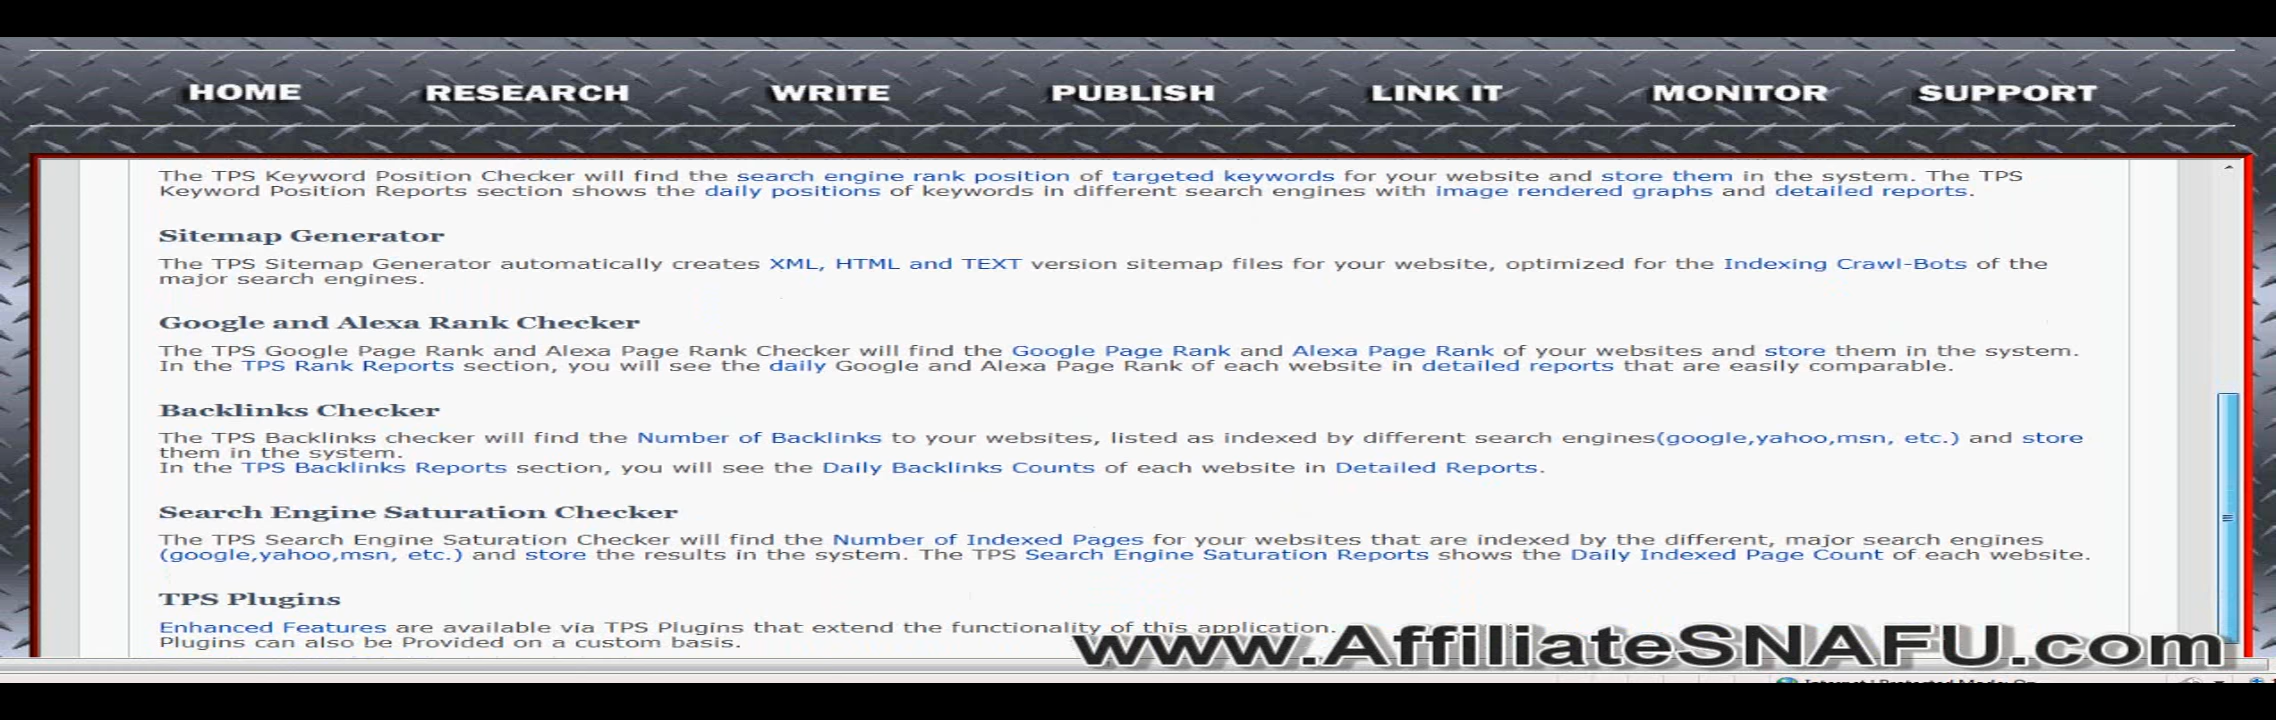 HOME RESEARCH WRITE PUBLISH LINK IT MONITOR SUPPORT
The TPS Keyword Position Checker will find the search engine rank position of targeted keywords for your website and store them in the system. The TPS
Keyword Position Reports section shows the daily positions of keywords in different search engines with image rendered graphs and detailed reports.
Sitemap Generator
The TPS Sitemap Generator automatically creates XML, HTML and TEXT version sitemap files for your website, optimized for the Indexing Crawl-Bots of the
major search engines.
Google and Alexa Rank Checker
The TPS Google Page Rank and Alexa Page Rank Checker will find the Google Page Rank and Alexa Page Rank of your websites and store them in the system.
In the TPS Rank Reports section, you will see the daily Google and Alexa Page Rank of each website in detailed reports that are easily comparable.
Backlinks Checker
The TPS Backlinks checker will find the Number of Backlinks to your websites, listed as indexed by different search engines(google,yahoo,msn, etc.) and store
them in the system.
In the TPS Backlinks Reports section, you will see the Daily Backlinks Counts of each website in Detailed Reports.
Search Engine Saturation Checker
The TPS Search Engine Saturation Checker will find the Number of Indexed Pages for your websites that are indexed by the different, major search engines
(google,yahoo,msn, etc.) and store the results in the system. The TPS Search Engine Saturation Reports shows the Daily Indexed Page Count of each website.
TPS Plugins
Enhanced Features are available via TPS Plugins that extend the functionality of this application.
Plugins can also be Provided on a custom basis.
www.AffiliateSNAFU.com
Internet | Protected Mode: On